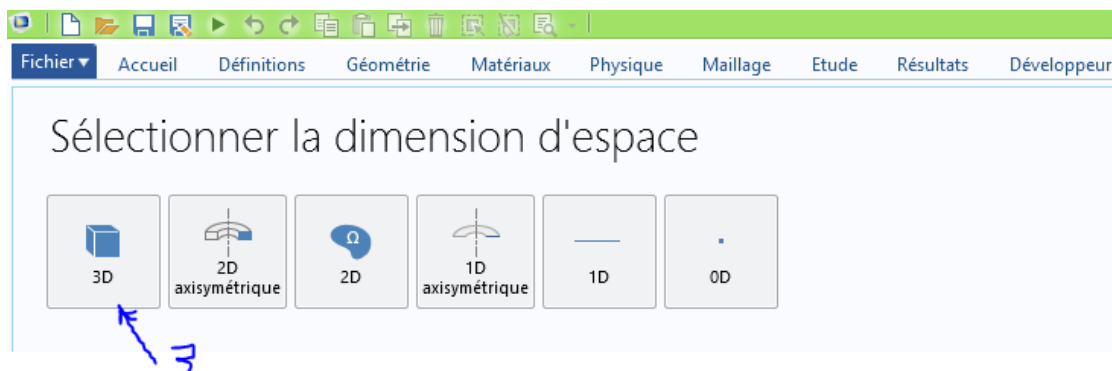 Fichier Accueil Définitions Géométrie Matériaux Physique Maillage Etude Résultats Développeur
Sélectionner la dimension d'espace
3D 2D axisymétrique 2D 1D axisymétrique 1D 0D
Ω
3